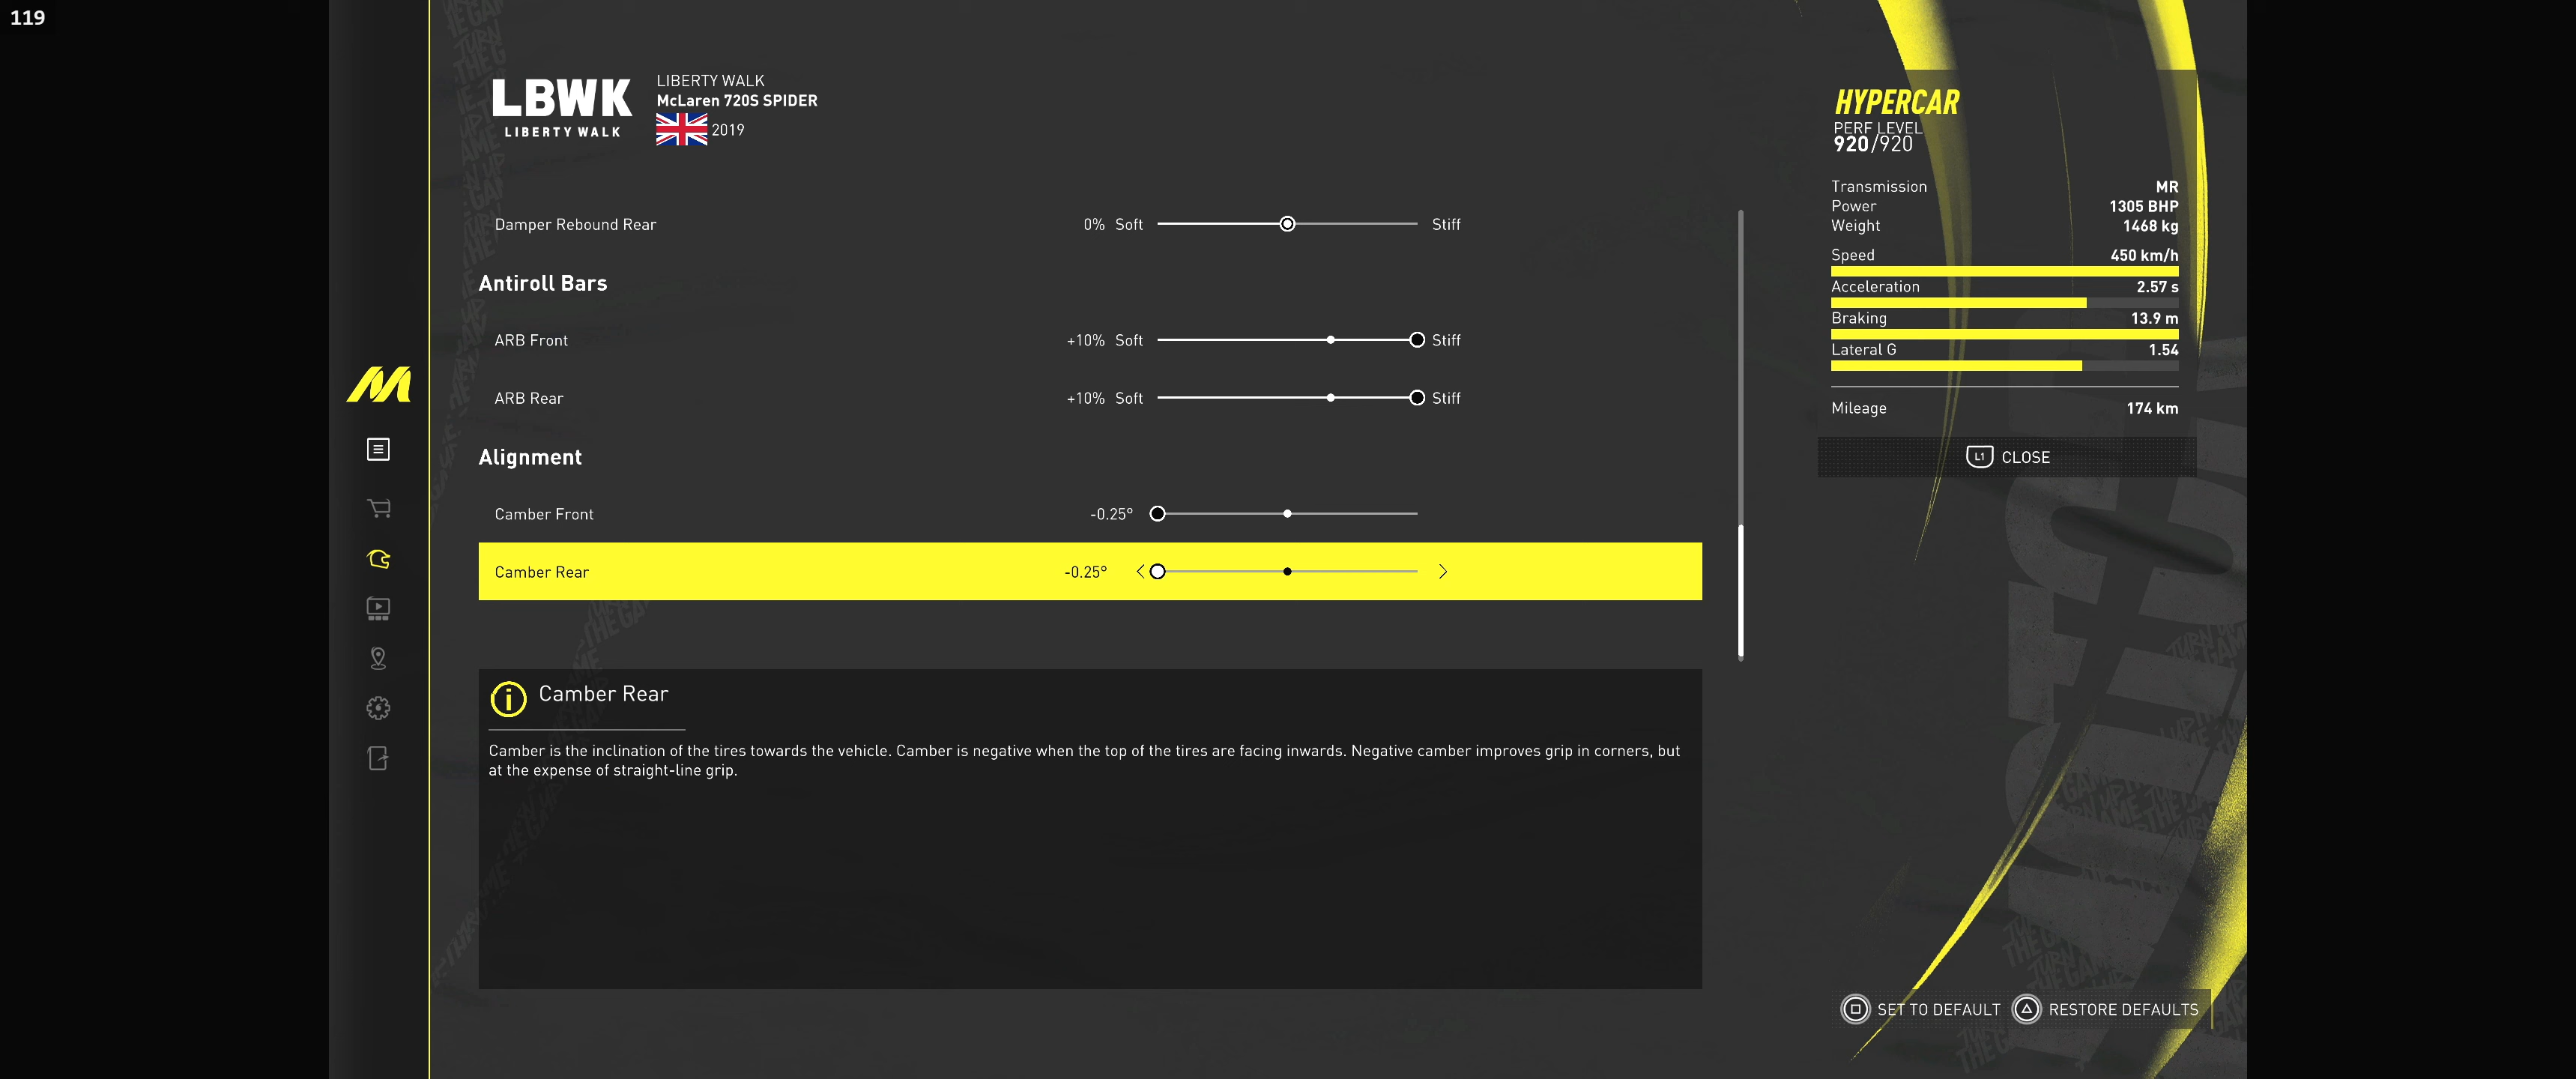 119
LBWK
LIBERTY WALK
LIBERTY WALK
McLaren 720S SPIDER
2019
Damper Rebound Rear 0% Soft Stiff
Antiroll Bars
ARB Front +10% Soft Stiff
ARB Rear +10% Soft Stiff
Alignment
Camber Front -0.25°
Camber Rear -0.25°
Camber Rear
Camber is the inclination of the tires towards the vehicle. Camber is negative when the top of the tires are facing inwards. Negative camber improves grip in corners, but
at the expense of straight-line grip.
HYPERCAR
PERF LEVEL
920/920
Transmission MR
Power 1305 BHP
Weight 1468 kg
Speed 450 km/h
Acceleration 2.57 s
Braking 13.9 m
Lateral G 1.54
Mileage 174 km
L1 CLOSE
SET TO DEFAULT RESTORE DEFAULTS